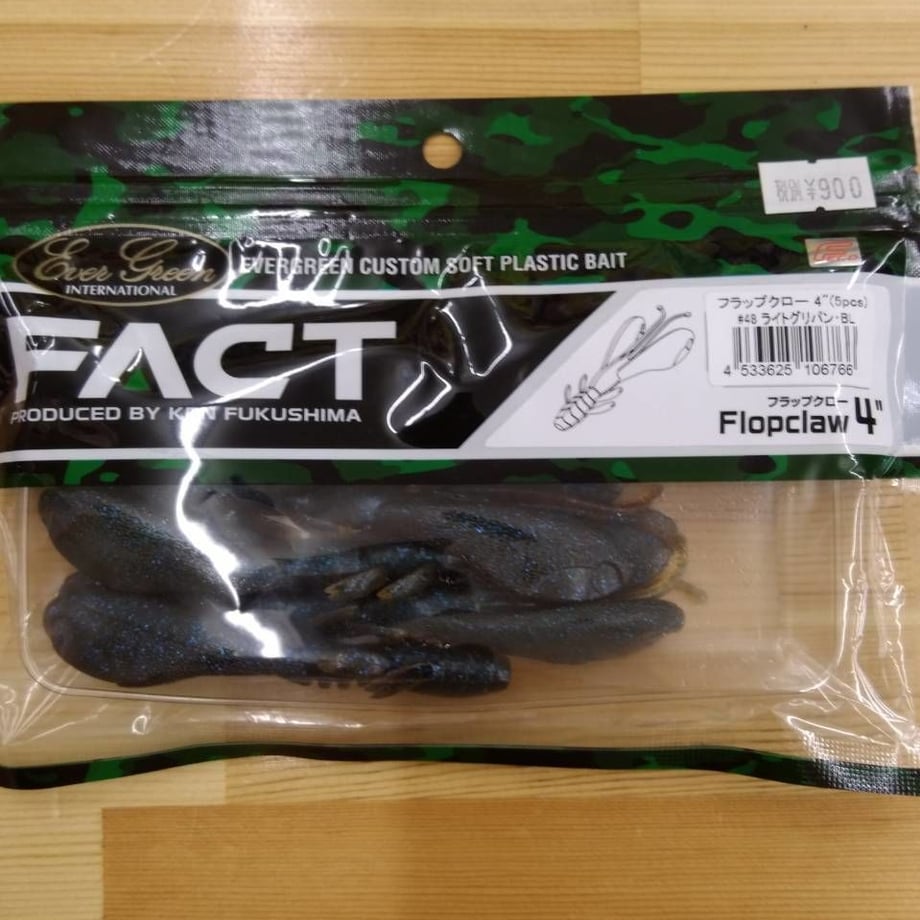 税別¥900
Ever Green
INTERNATIONAL
EVERGREEN CUSTOM SOFT PLASTIC BAIT
FACT
PRODUCED BY KEN FUKUSHIMA
フラップクロー 4"(5pcs)
#48 ライトグリパン・BL
4 533625 106766
フラップクロー
Flopclaw 4"